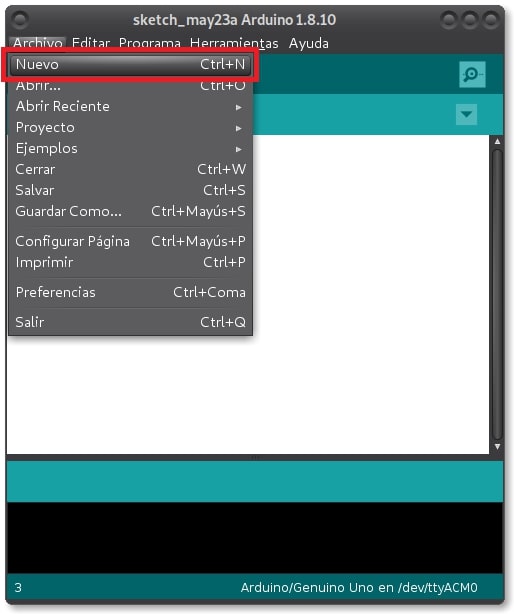 sketch_may23a Arduino 1.8.10
Archivo Editar Programa Herramientas Ayuda
Nuevo Ctrl+N
Abrir... Ctrl+O
Abrir Reciente
Proyecto
Ejemplos
Cerrar Ctrl+W
Salvar Ctrl+S
Guardar Como... Ctrl+Mayús+S
Configurar Página Ctrl+Mayús+P
Imprimir Ctrl+P
Preferencias Ctrl+Coma
Salir Ctrl+Q
3 Arduino/Genuino Uno en /dev/ttyACM0